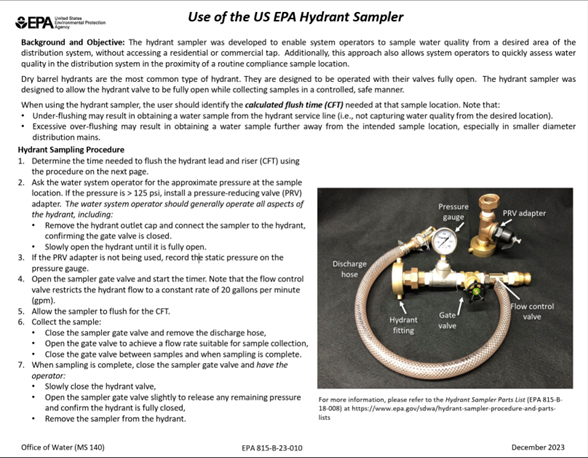 Use of the US EPA Hydrant Sampler
EPA United States
Environmental Protection
Agency
Background and Objective: The hydrant sampler was developed to enable system operators to sample water quality from a desired area of the
distribution system, without accessing a residential or commercial tap. Additionally, this approach also allows system operators to quickly assess water
quality in the distribution system in the proximity of a routine compliance sample location.
Dry barrel hydrants are the most common type of hydrant. They are designed to be operated with their valves fully open. The hydrant sampler was
designed to allow the hydrant valve to be fully open while collecting samples in a controlled, safe manner.
When using the hydrant sampler, the user should identify the calculated flush time (CFT) needed at that sample location. Note that:
• Under-flushing may result in obtaining a water sample from the hydrant service line (i.e., not capturing water quality from the desired location).
• Excessive over-flushing may result in obtaining a water sample further away from the intended sample location, especially in smaller diameter
distribution mains.
Hydrant Sampling Procedure
1. Determine the time needed to flush the hydrant lead and riser (CFT) using
the procedure on the next page.
2. Ask the water system operator for the approximate pressure at the sample
location. If the pressure is > 125 psi, install a pressure-reducing valve (PRV)
adapter. The water system operator should generally operate all aspects of
the hydrant, including:
• Remove the hydrant outlet cap and connect the sampler to the hydrant,
confirming the gate valve is closed.
• Slowly open the hydrant until it is fully open.
3. If the PRV adapter is not being used, record the static pressure on the
pressure gauge.
4. Open the sampler gate valve and start the timer. Note that the flow control
valve restricts the hydrant flow to a constant rate of 20 gallons per minute
(gpm).
5. Allow the sampler to flush for the CFT.
6. Collect the sample:
• Close the sampler gate valve and remove the discharge hose,
• Open the gate valve to achieve a flow rate suitable for sample collection,
• Close the gate valve between samples and when sampling is complete.
7. When sampling is complete, close the sampler gate valve and have the
operator:
• Slowly close the hydrant valve,
• Open the sampler gate valve slightly to release any remaining pressure
and confirm the hydrant is fully closed,
• Remove the sampler from the hydrant.
Pressure
gauge
PRV adapter
Discharge
hose
Hydrant
fitting
Gate
valve
Flow control
valve
For more information, please refer to the Hydrant Sampler Parts List (EPA 815-B-
18-008) at https://www.epa.gov/sdwa/hydrant-sampler-procedure-and-parts-
lists
Office of Water (MS 140)
EPA 815-B-23-010
December 2023